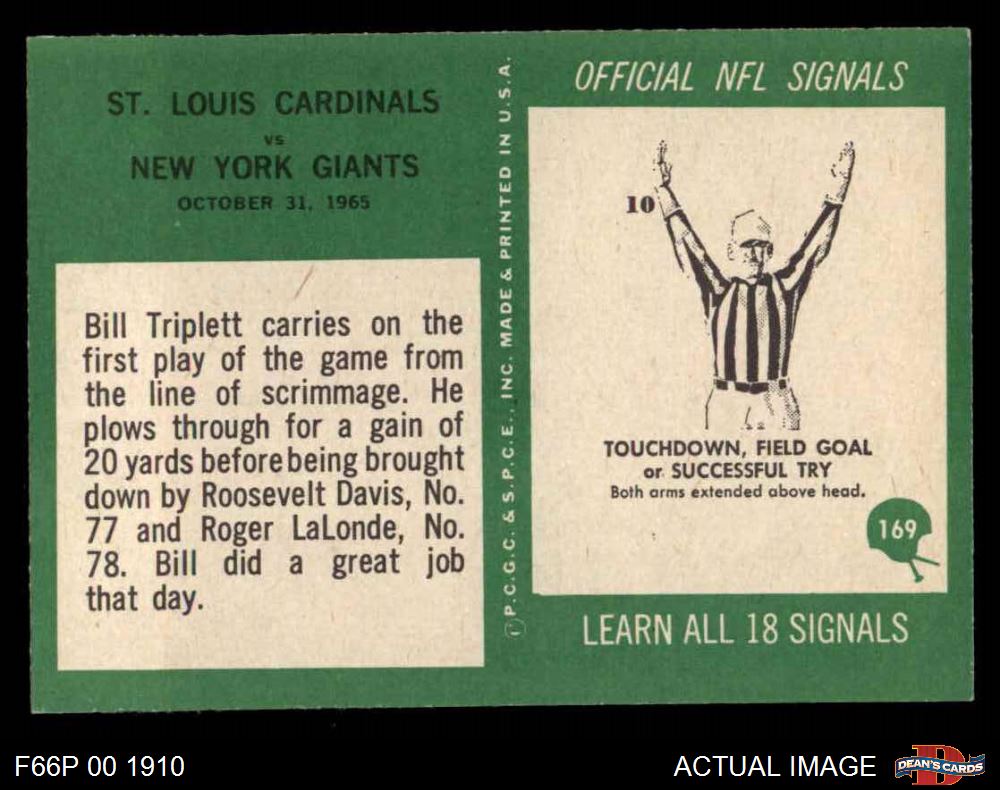 ST. LOUIS CARDINALS
vs
NEW YORK GIANTS
OCTOBER 31, 1965
Bill Triplett carries on the
first play of the game from
the line of scrimmage. He
plows through for a gain of
20 yards before being brought
down by Roosevelt Davis, No.
77 and Roger LaLonde, No.
78. Bill did a great job
that day.
Ⓟ P.C.G.C. & S.P.C.E., INC. MADE & PRINTED IN U.S.A.
OFFICIAL NFL SIGNALS
10
TOUCHDOWN, FIELD GOAL
or SUCCESSFUL TRY
Both arms extended above head.
169
LEARN ALL 18 SIGNALS
F66P 00 1910
ACTUAL IMAGE
D
DEAN'S CARDS